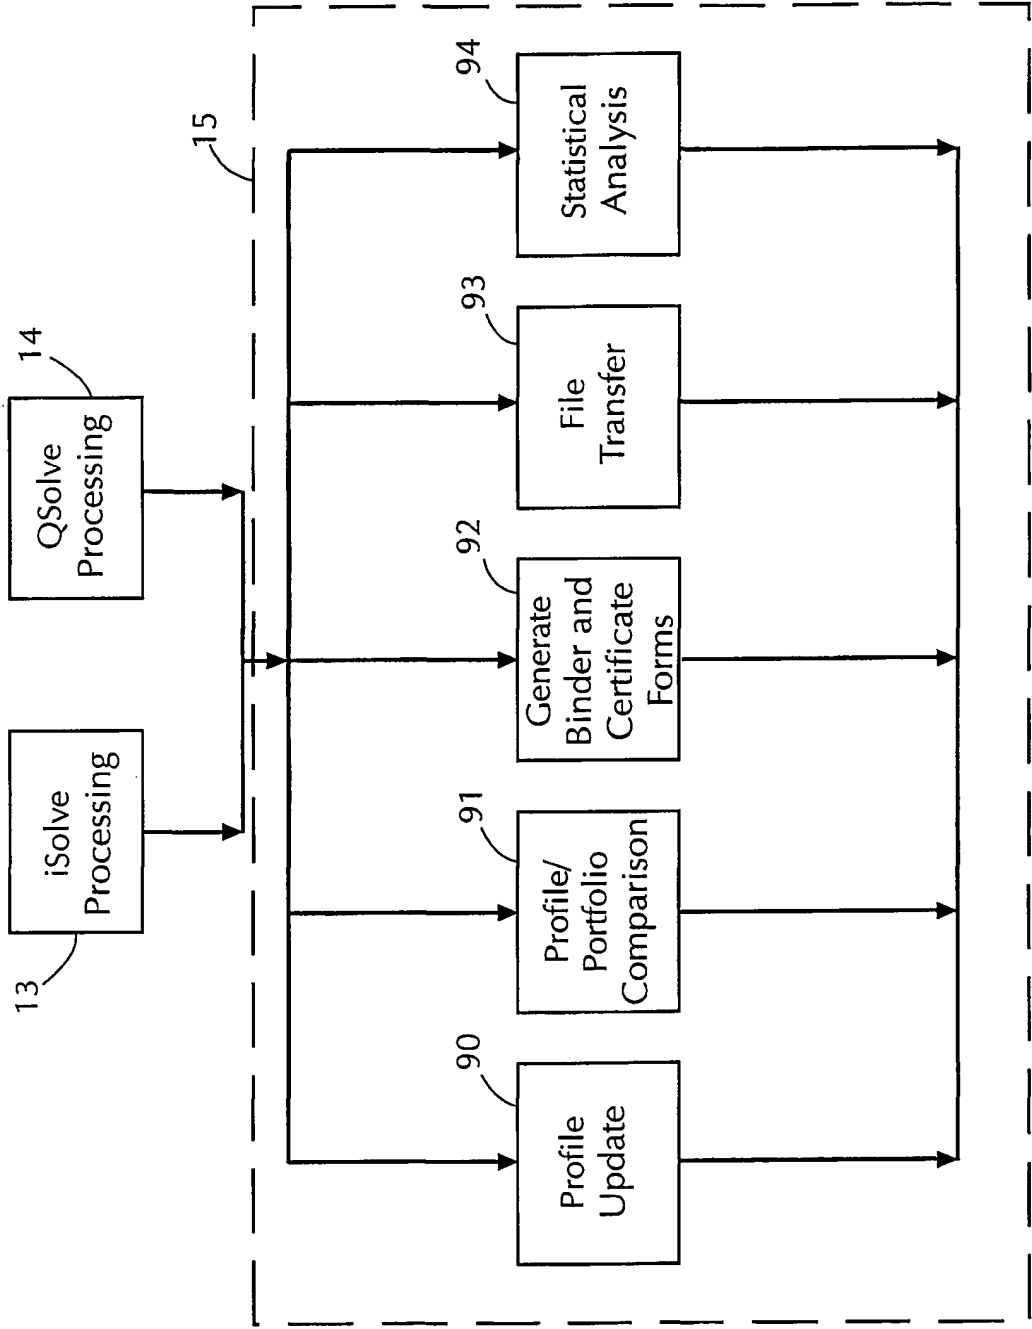 13
iSolve
Processing
14
QSolve
Processing
15
90
Profile
Update
91
Profile/
Portfolio
Comparison
92
Generate
Binder and
Certificate
Forms
93
File
Transfer
94
Statistical
Analysis